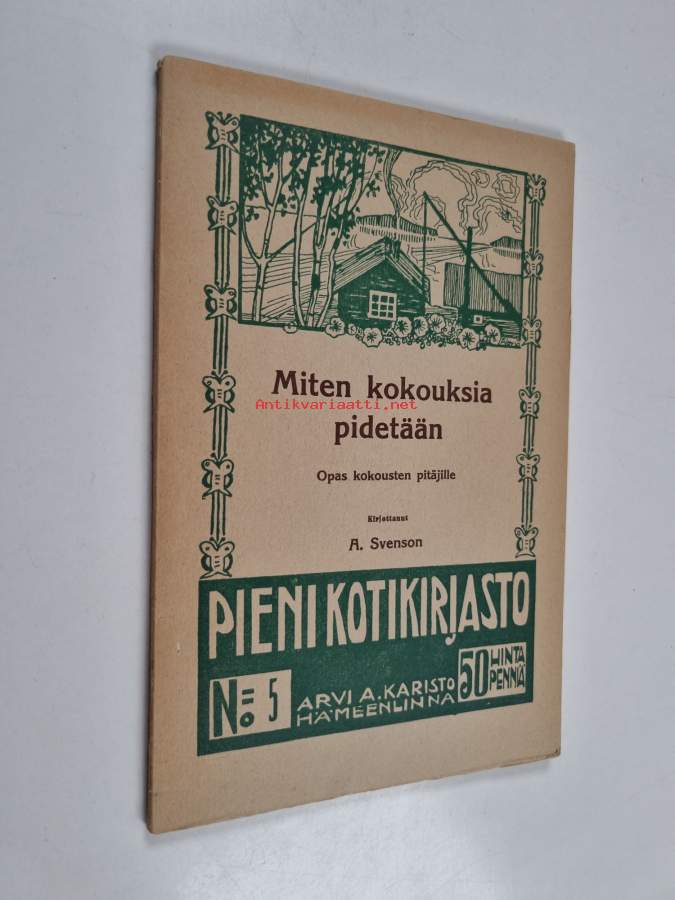 Miten kokouksia
Antikvariaatti.net
pidetään
Opas kokousten pitäjille
Kirjottanut
A. Svenson
PIENI KOTIKIRJASTO
No 5
ARVI A. KARISTO
HÄMEENLINNA
50 HINTA
PENNIÄ